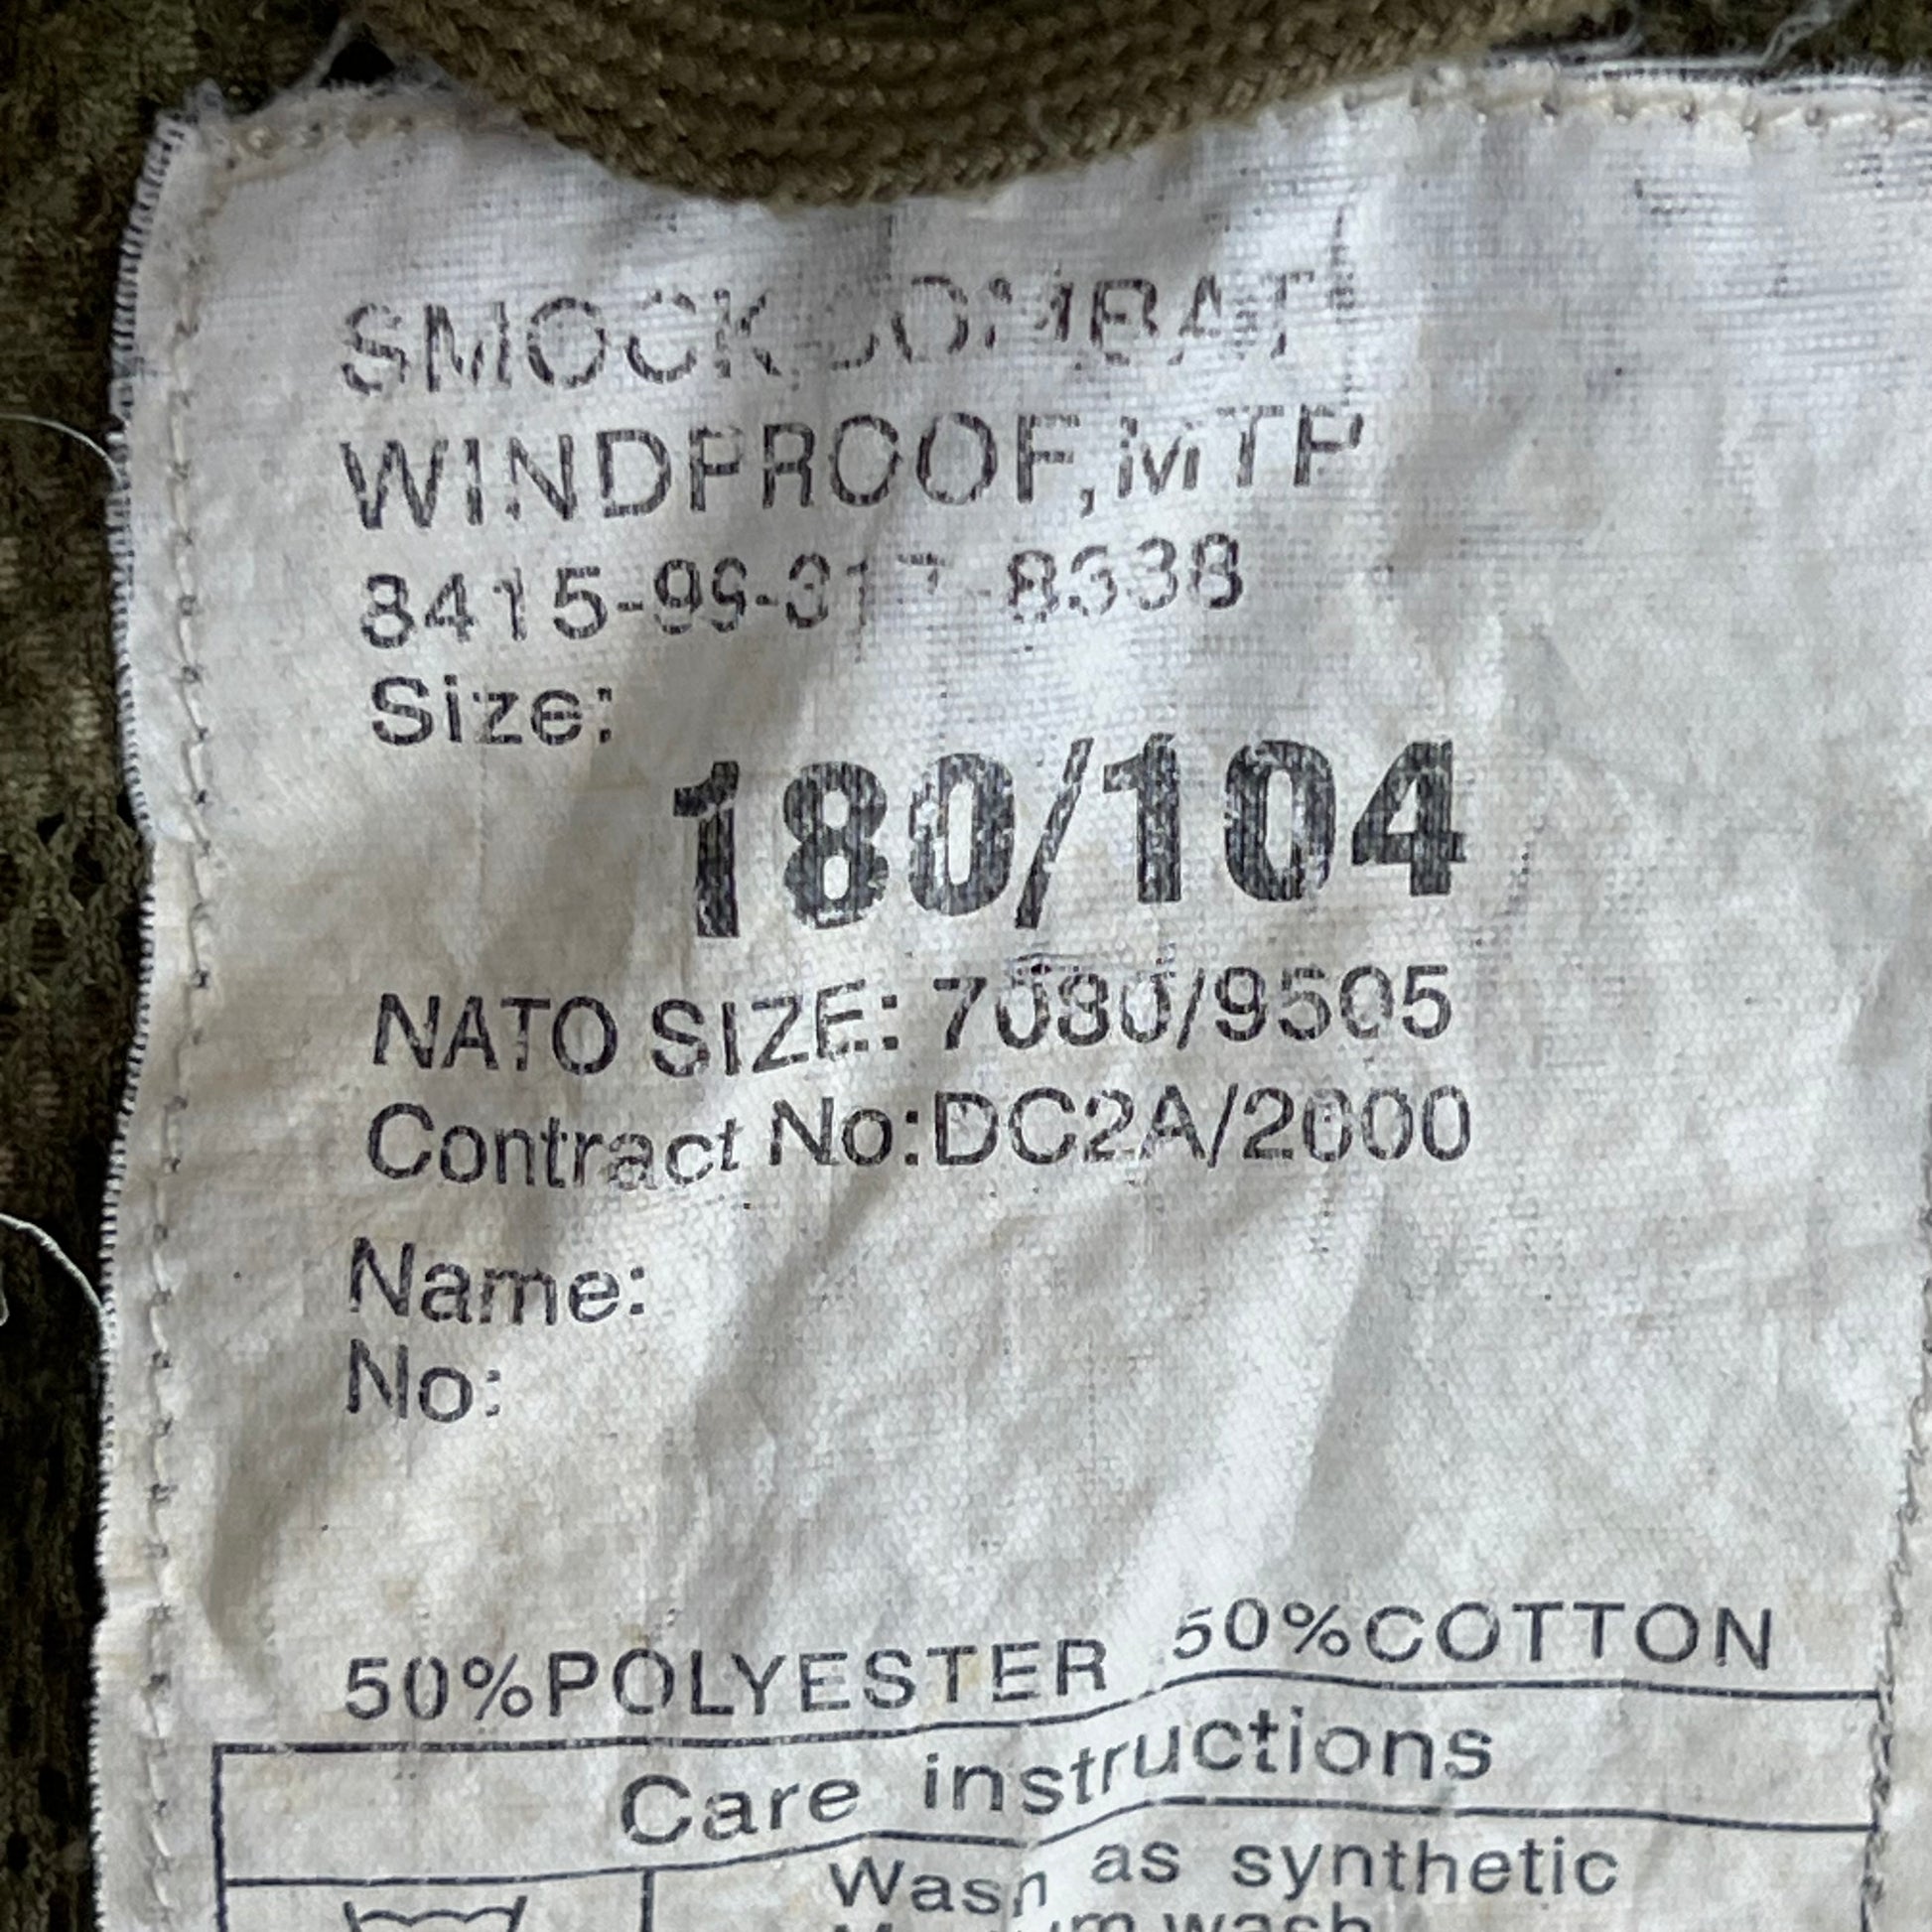 SMOCK COMBAT
WINDPROOF,MTP
8415-99-317-8338
Size:
180/104
NATO SIZE: 7080/9505
Contract No:DC2A/2000
Name:
No:
50%POLYESTER 50%COTTON
Care instructions
Wash as synthetic
wash